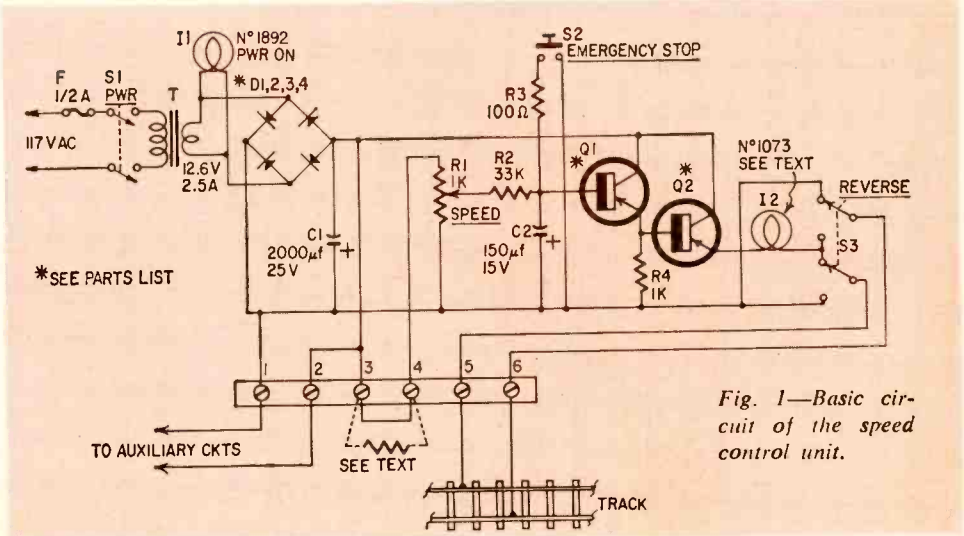 I1
N°1892
PWR ON
F
1/2 A
S1
PWR
T
117 VAC
12.6V
2.5A
* D1,2,3,4
C1
2000µf
25V
+
R1
1K
SPEED
R2
33K
R3
100Ω
S2
EMERGENCY STOP
C2
150µf
15V
+
*Q1
*
Q2
R4
1K
N°1073
SEE TEXT
I2
REVERSE
S3
*SEE PARTS LIST
1
2
3
4
5
6
TO AUXILIARY CKTS
SEE TEXT
TRACK
Fig. 1—Basic cir-
cuit of the speed
control unit.